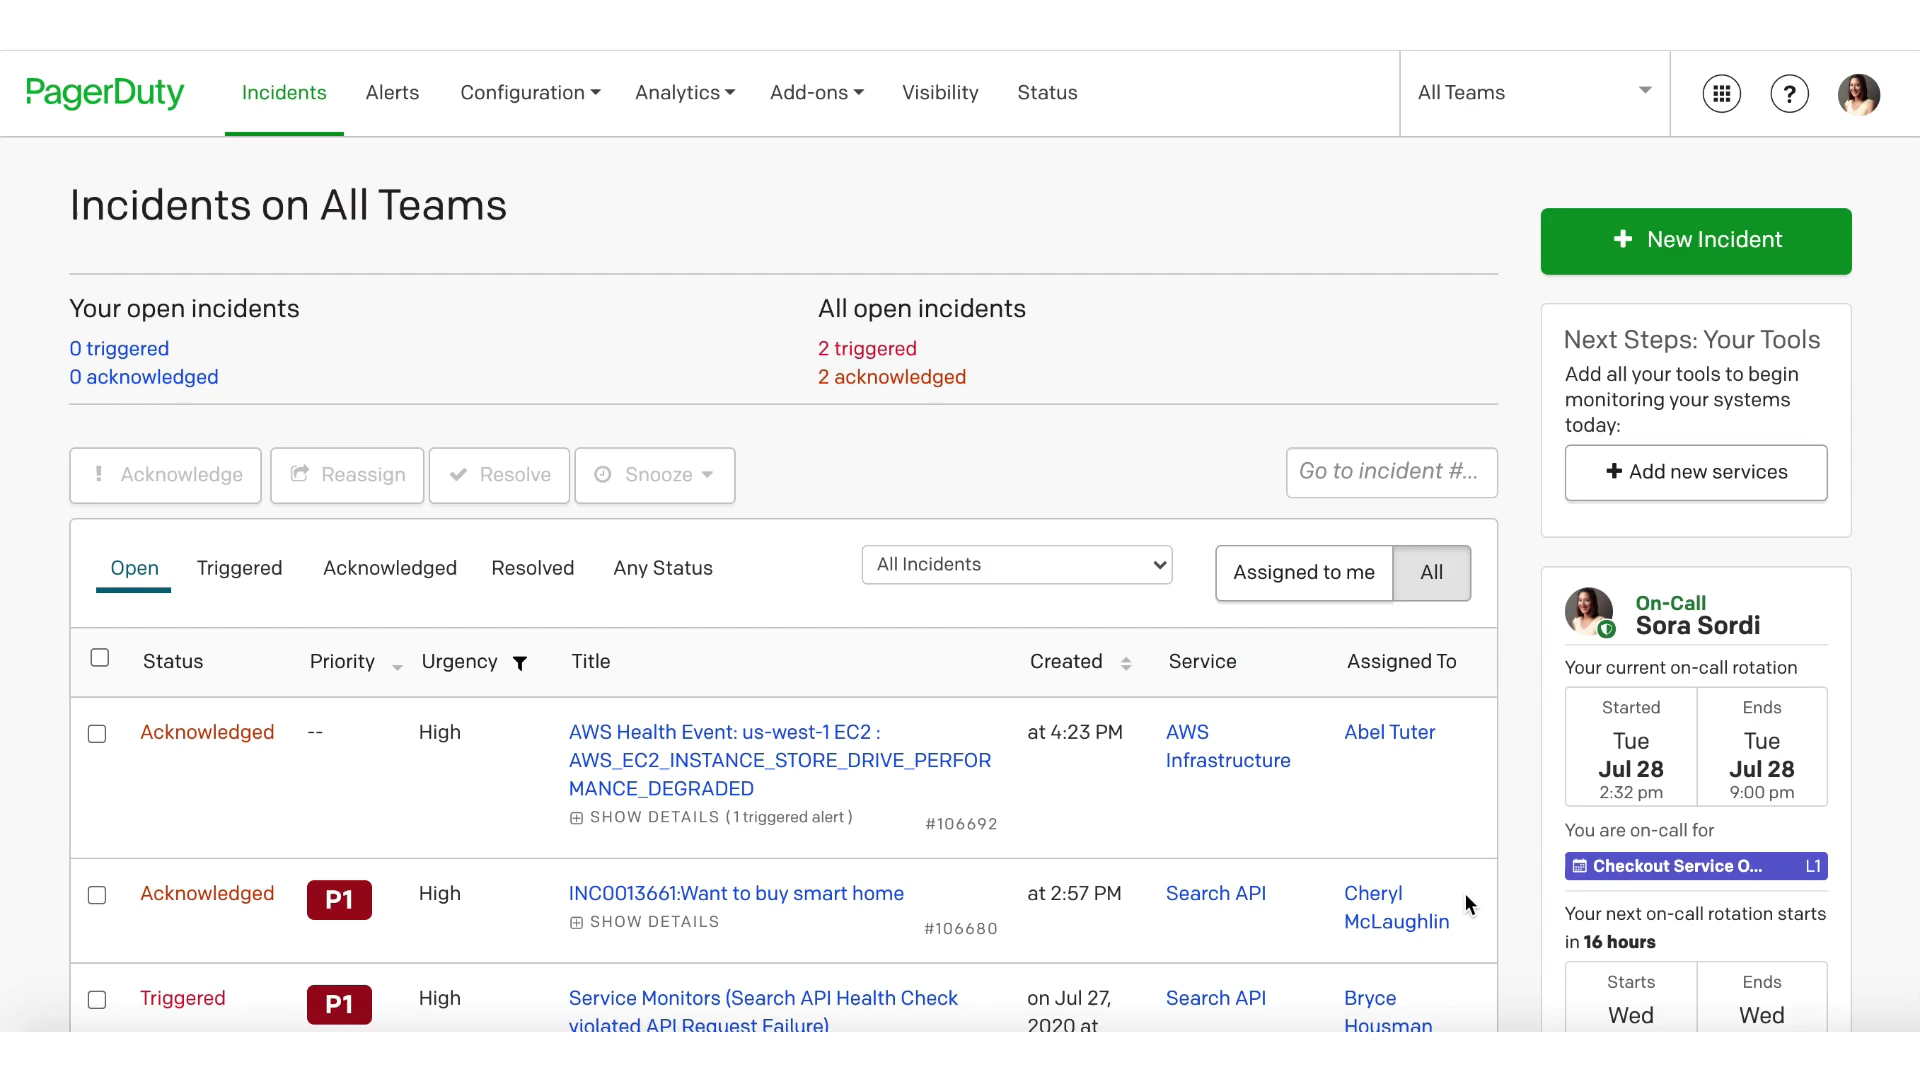 PagerDuty
Incidents
Alerts
Configuration
Analytics
Add-ons
Visibility
Status
All Teams
?
Incidents on All Teams
+ New Incident
Your open incidents
0 triggered
0 acknowledged
All open incidents
2 triggered
2 acknowledged
Next Steps: Your Tools
Add all your tools to begin
monitoring your systems
today:
+ Add new services
! Acknowledge
Reassign
Resolve
Snooze
Go to incident #...
Open
Triggered
Acknowledged
Resolved
Any Status
All Incidents
Assigned to me
All
Status
Priority
Urgency
Title
Created
Service
Assigned To
Acknowledged
--
High
AWS Health Event: us-west-1 EC2 :
AWS_EC2_INSTANCE_STORE_DRIVE_PERFOR
MANCE_DEGRADED
SHOW DETAILS (1 triggered alert)
#106692
at 4:23 PM
AWS
Infrastructure
Abel Tuter
Acknowledged
P1
High
INC0013661:Want to buy smart home
SHOW DETAILS
#106680
at 2:57 PM
Search API
Cheryl
McLaughlin
Triggered
P1
High
Service Monitors (Search API Health Check
violated API Request Failure)
on Jul 27,
2020 at
Search API
Bryce
Housman
On-Call
Sora Sordi
Your current on-call rotation
Started
Tue
Jul 28
2:32 pm
Ends
Tue
Jul 28
9:00 pm
You are on-call for
Checkout Service O...
L1
Your next on-call rotation starts
in 16 hours
Starts
Wed
Ends
Wed